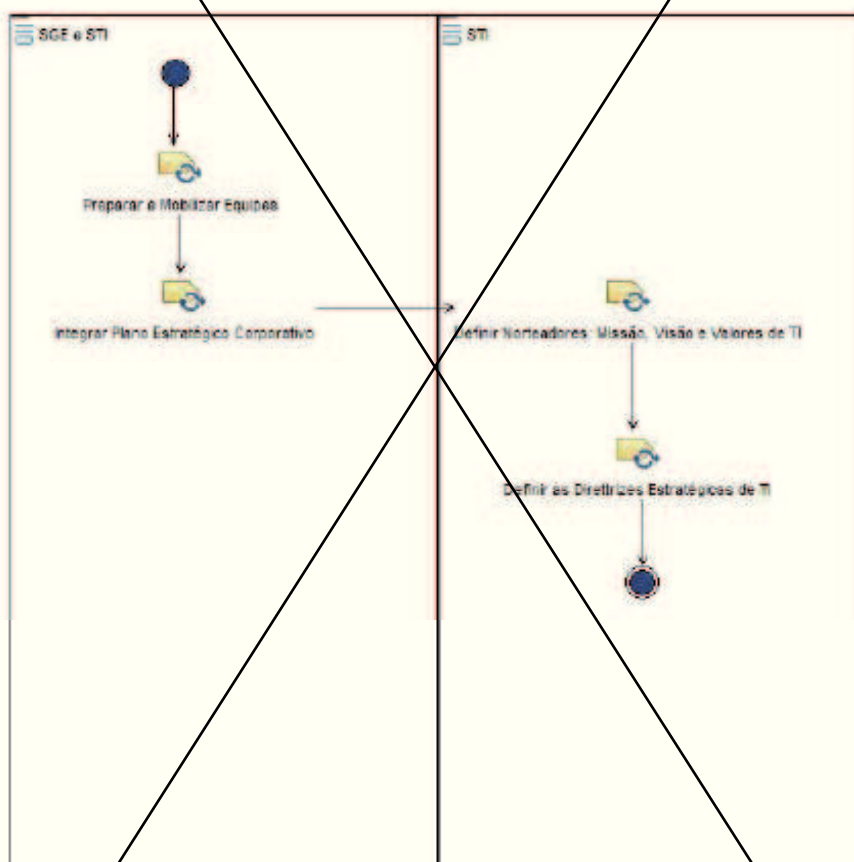 SGE e STI
STI
Preparar e Mobilizar Equipes
Integrar Plano Estratégico Corporativo
Definir Norteadores: Missão, Visão e Valores de TI
Definir as Diretrizes Estratégicas de TI